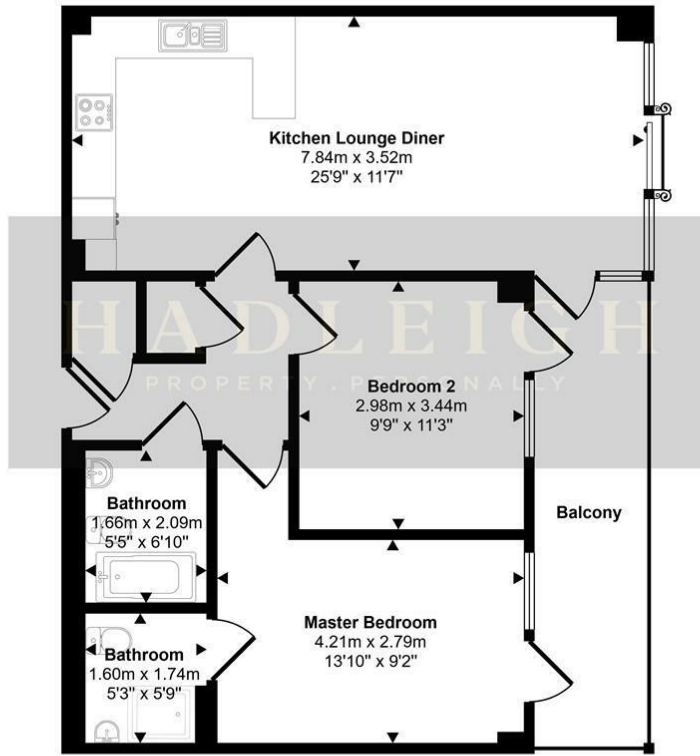 Kitchen Lounge Diner
7.84m x 3.52m
25'9" x 11'7"
HADLEIGH
PROPERTY. PERSONALLY
Bedroom 2
2.98m x 3.44m
9'9" x 11'3"
Bathroom
1.66m x 2.09m
5'5" x 6'10"
Balcony
Master Bedroom
4.21m x 2.79m
13'10" x 9'2"
Bathroom
1.60m x 1.74m
5'3" x 5'9"